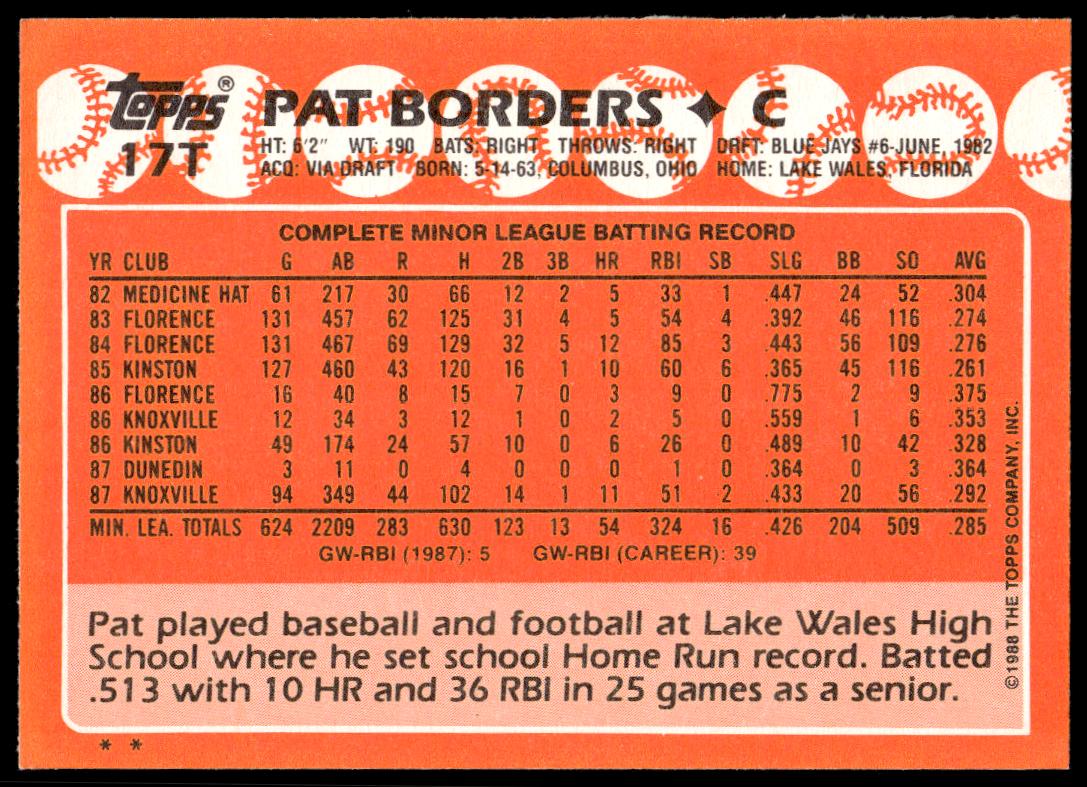 topps® PAT BORDERS ✦ C
17T HT: 6'2" WT: 190 BATS: RIGHT THROWS: RIGHT DRFT: BLUE JAYS #6-JUNE, 1982
ACQ: VIA DRAFT BORN: 5-14-63, COLUMBUS, OHIO HOME: LAKE WALES, FLORIDA
COMPLETE MINOR LEAGUE BATTING RECORD
YR CLUB G AB R H 2B 3B HR RBI SB SLG BB SO AVG
82 MEDICINE HAT 61 217 30 66 12 2 5 33 1 .447 24 52 .304
83 FLORENCE 131 457 62 125 31 4 5 54 4 .392 46 116 .274
84 FLORENCE 131 467 69 129 32 5 12 85 3 .443 56 109 .276
85 KINSTON 127 460 43 120 16 1 10 60 6 .365 45 116 .261
86 FLORENCE 16 40 8 15 7 0 3 9 0 .775 2 9 .375
86 KNOXVILLE 12 34 3 12 1 0 2 5 0 .559 1 6 .353
86 KINSTON 49 174 24 57 10 0 6 26 0 .489 10 42 .328
87 DUNEDIN 3 11 0 4 0 0 0 1 0 .364 0 3 .364
87 KNOXVILLE 94 349 44 102 14 1 11 51 2 .433 20 56 .292
MIN. LEA. TOTALS 624 2209 283 630 123 13 54 324 16 .426 204 509 .285
GW-RBI (1987): 5 GW-RBI (CAREER): 39
Pat played baseball and football at Lake Wales High
School where he set school Home Run record. Batted
.513 with 10 HR and 36 RBI in 25 games as a senior.
©1988 THE TOPPS COMPANY, INC.
* *